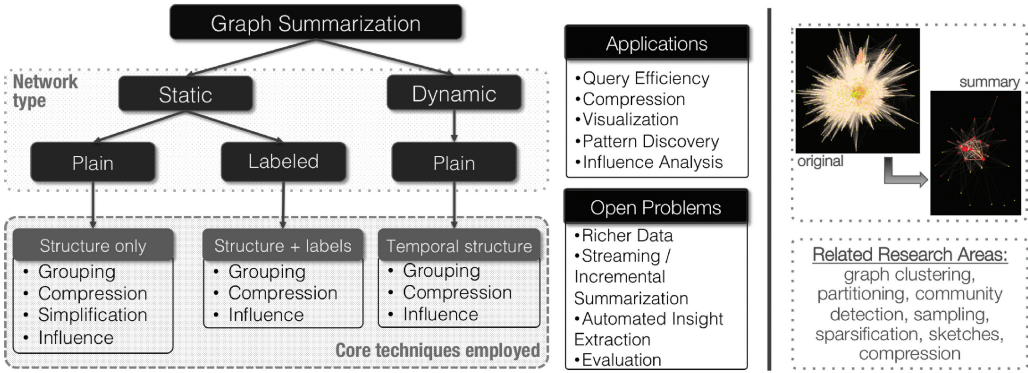 Graph Summarization
Network
type
Static
Dynamic
Plain
Labeled
Plain
Structure only
• Grouping
• Compression
• Simplification
• Influence
Structure + labels
• Grouping
• Compression
• Influence
Temporal structure
• Grouping
• Compression
• Influence
Core techniques employed
Applications
•Query Efficiency
•Compression
•Visualization
•Pattern Discovery
•Influence Analysis
Open Problems
•Richer Data
•Streaming /
Incremental
Summarization
•Automated Insight
Extraction
•Evaluation
summary
original
Related Research Areas:
graph clustering,
partitioning, community
detection, sampling,
sparsification, sketches,
compression